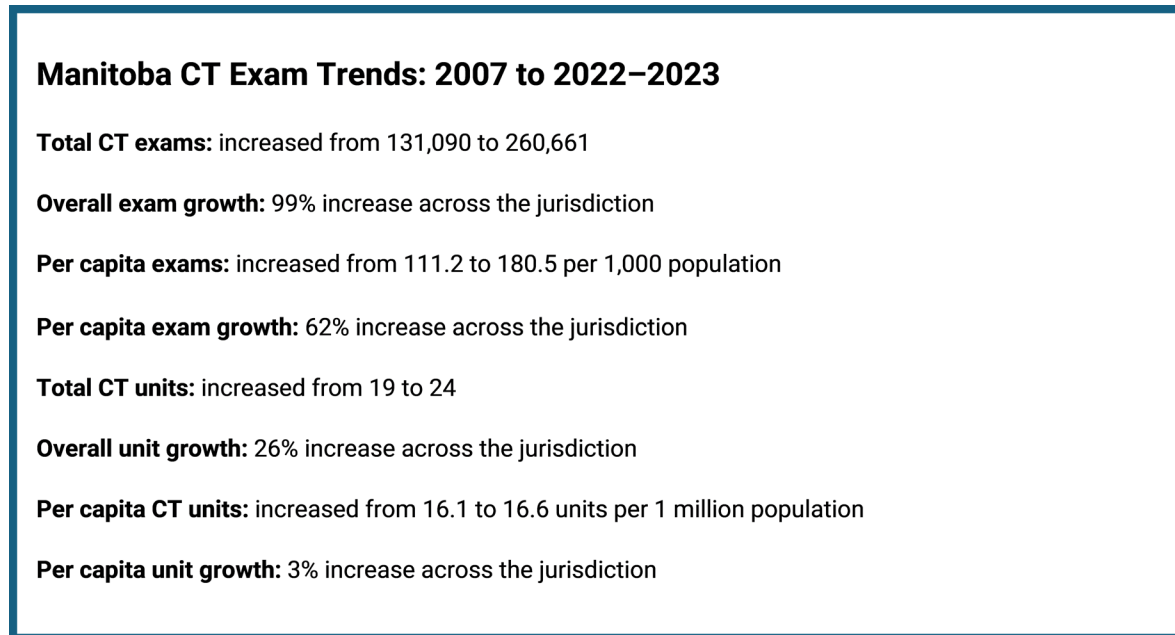 Manitoba CT Exam Trends: 2007 to 2022–2023
Total CT exams: increased from 131,090 to 260,661
Overall exam growth: 99% increase across the jurisdiction
Per capita exams: increased from 111.2 to 180.5 per 1,000 population
Per capita exam growth: 62% increase across the jurisdiction
Total CT units: increased from 19 to 24
Overall unit growth: 26% increase across the jurisdiction
Per capita CT units: increased from 16.1 to 16.6 units per 1 million population
Per capita unit growth: 3% increase across the jurisdiction